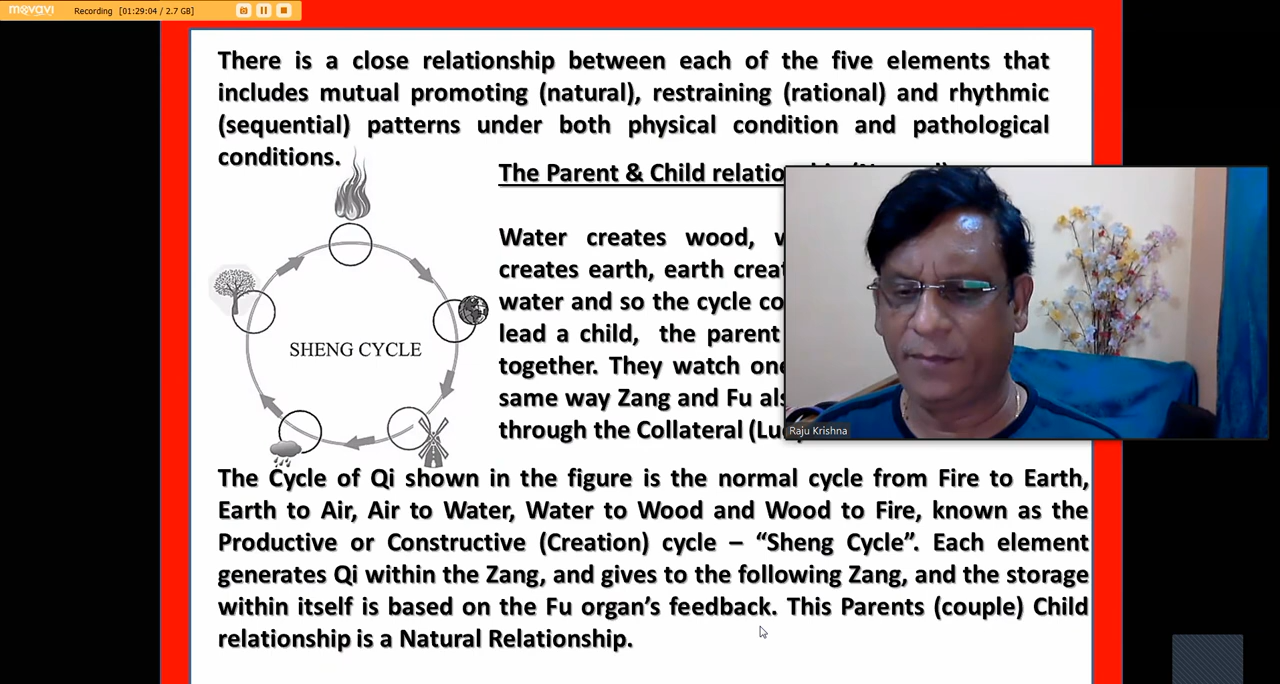 movavi Recording [01:29:04 / 2.7 GB]
There is a close relationship between each of the five elements that
includes mutual promoting (natural), restraining (rational) and rhythmic
(sequential) patterns under both physical condition and pathological
conditions.
The Parent & Child
Water creates wood,
creates earth, earth
water and so the cycle
lead a child, the parent
together. They watch
same way Zang and Fu
through the Collateral
SHENG CYCLE
Raju Krishna
The Cycle of Qi shown in the figure is the normal cycle from Fire to Earth,
Earth to Air, Air to Water, Water to Wood and Wood to Fire, known as the
Productive or Constructive (Creation) cycle – “Sheng Cycle”. Each element
generates Qi within the Zang, and gives to the following Zang, and the storage
within itself is based on the Fu organ’s feedback. This Parents (couple) Child
relationship is a Natural Relationship.